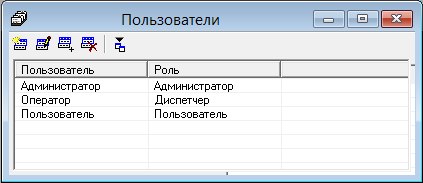 Пользователи
Пользователь Роль
Администратор Администратор
Оператор Диспетчер
Пользователь Пользователь